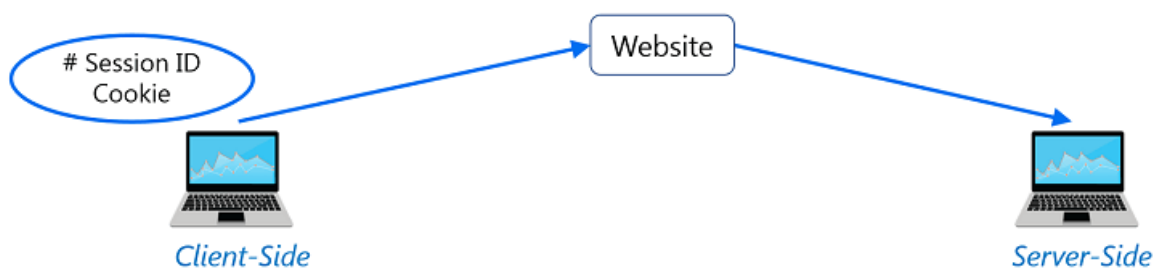 # Session ID
Cookie
Website
Client-Side
Server-Side